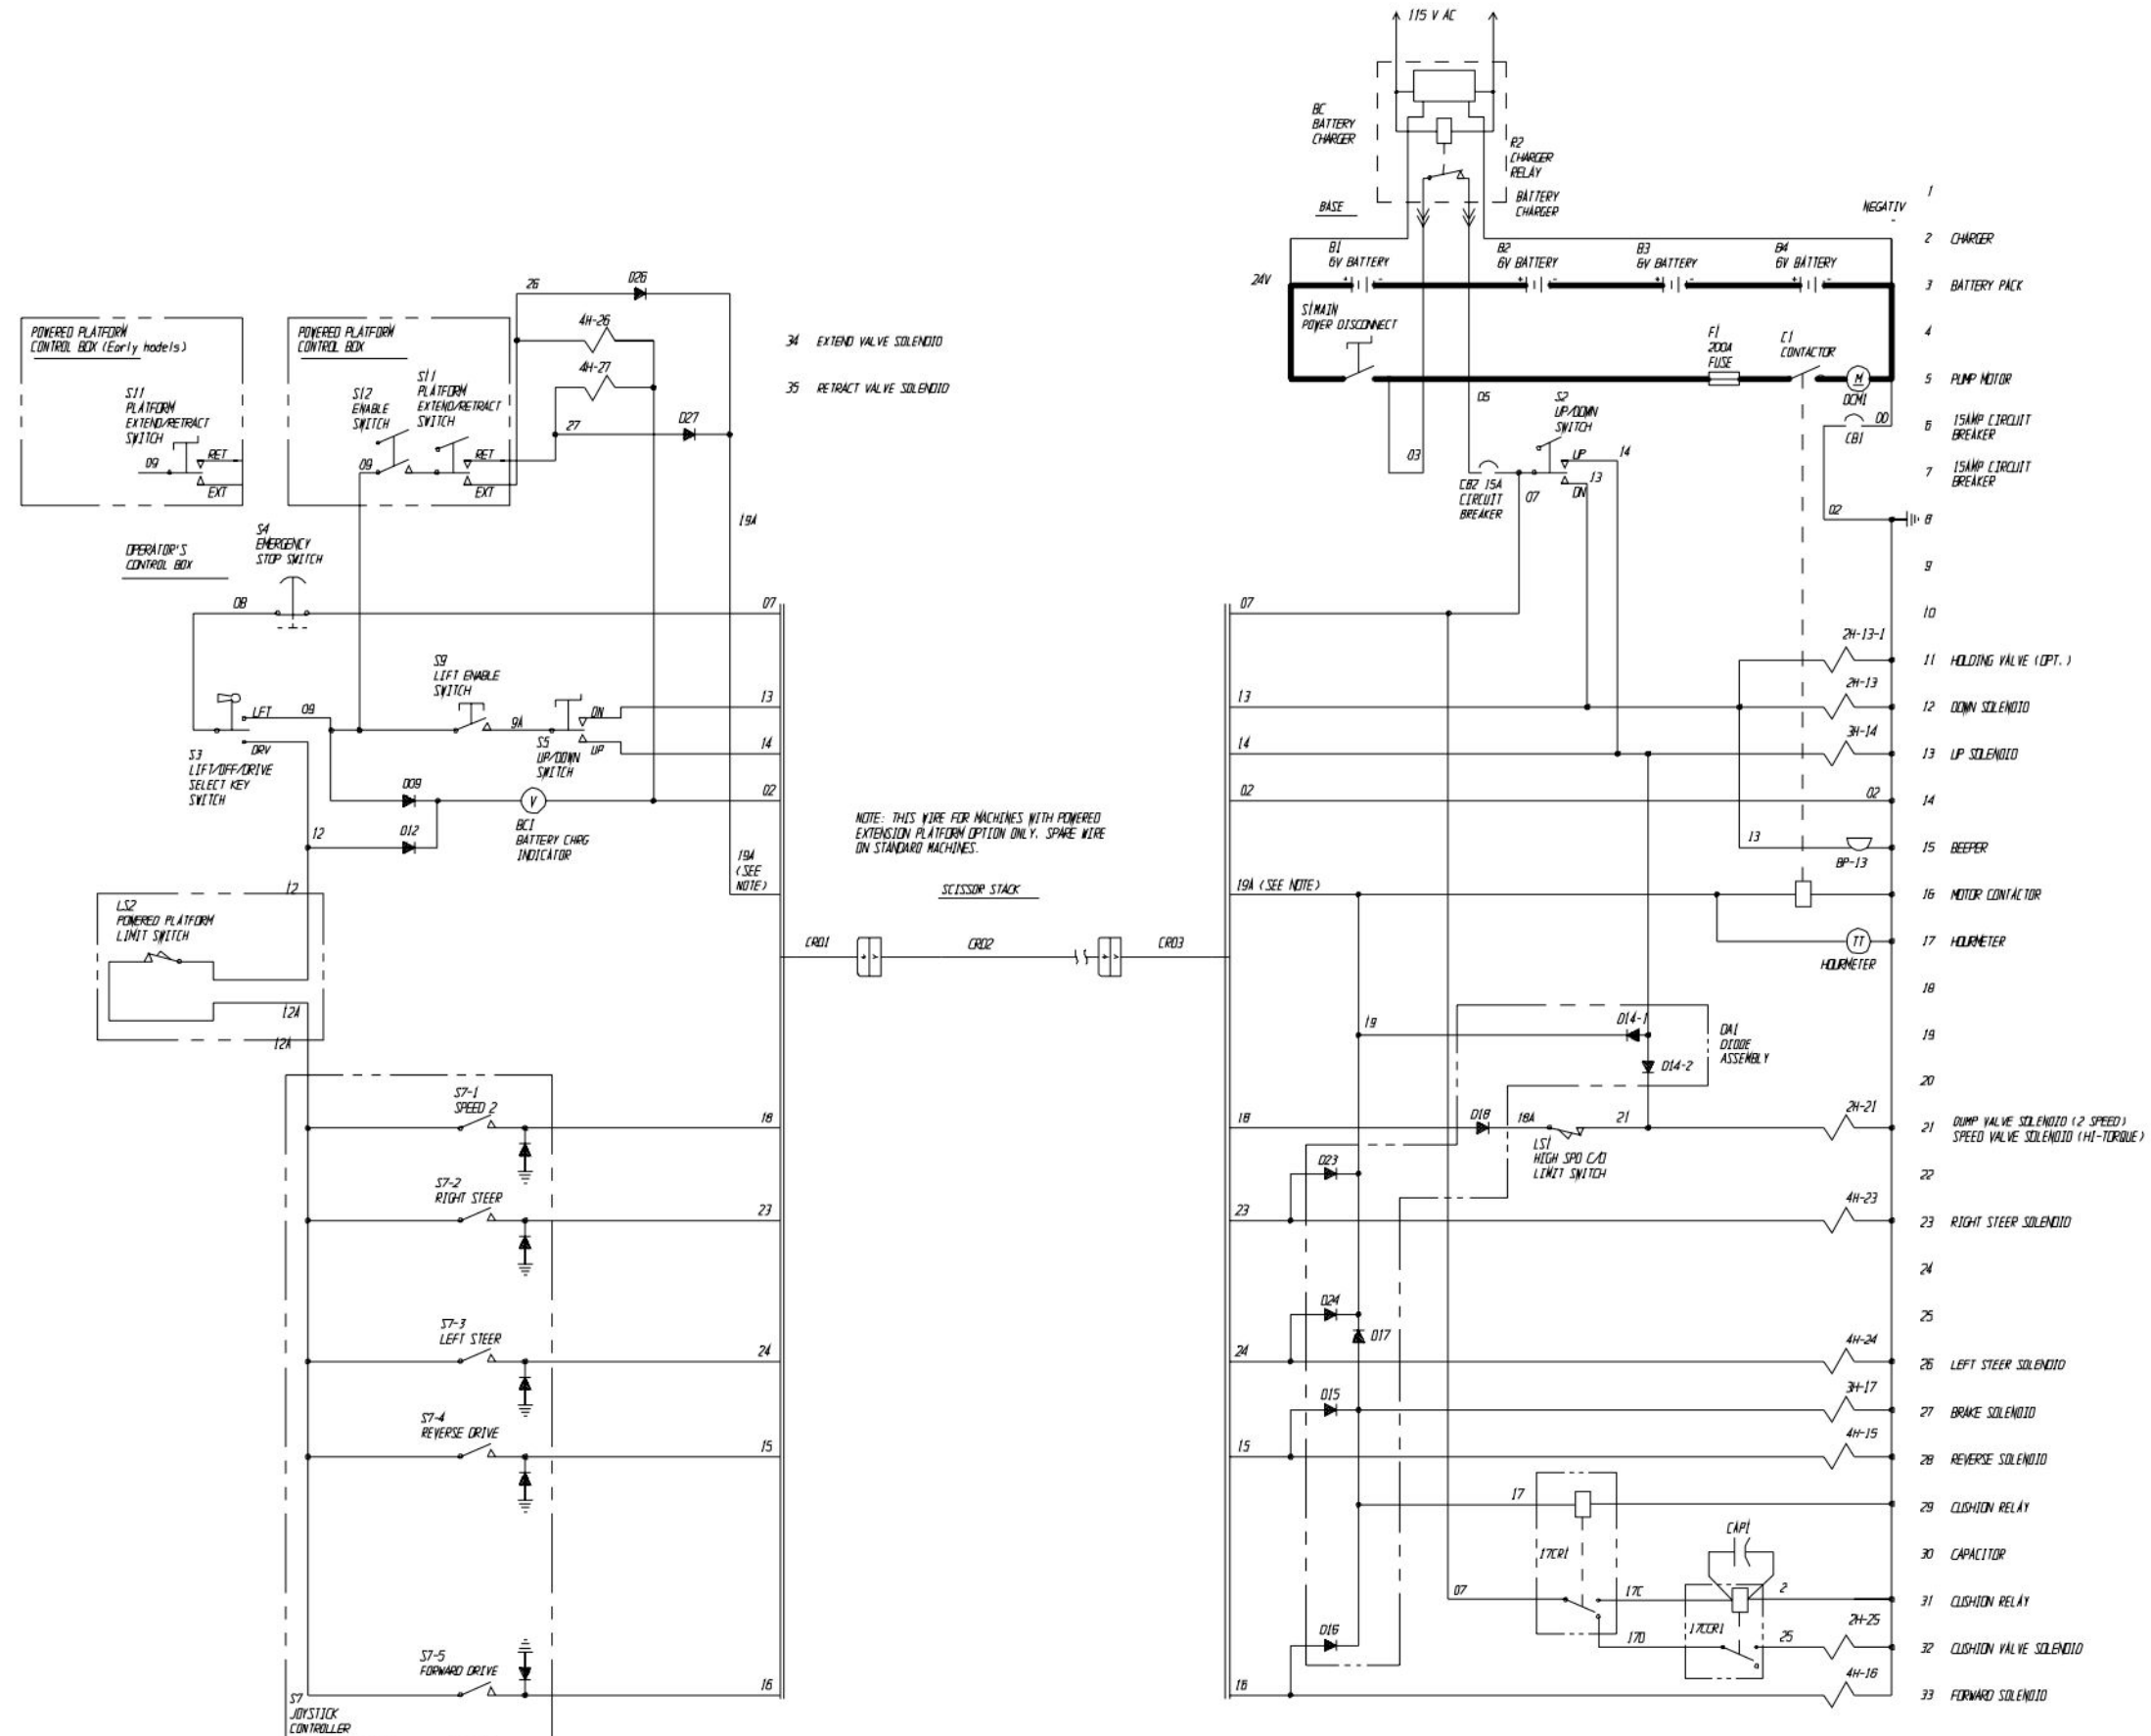 115 V AC
BC
BATTERY
CHARGER
R2
CHARGER
RELAY
BATTERY
CHARGER
BASE
NEGATIV
-
1
B1
6V BATTERY
B2
6V BATTERY
B3
6V BATTERY
B4
6V BATTERY
2 CHARGER
24V
+ -
+ -
+ -
+ -
3 BATTERY PACK
S1MAIN
POWER DISCONNECT
F1
200A
FUSE
C1
CONTACTOR
4
M
DCM1
5 PUMP MOTOR
05
S2
UP/DOWN
SWITCH
UP
14
13
DN
03
CB2 15A
CIRCUIT
BREAKER
07
CB1
00
6 15AMP CIRCUIT
BREAKER
7 15AMP CIRCUIT
BREAKER
02
8
9
10
26
D26
4H-26
34 EXTEND VALVE SOLENOID
4H-27
35 RETRACT VALVE SOLENOID
27
D27
POWERED PLATFORM
CONTROL BOX (Early models)
S11
PLATFORM
EXTEND/RETRACT
SWITCH
09
RET
EXT
POWERED PLATFORM
CONTROL BOX
S12
ENABLE
SWITCH
S11
PLATFORM
EXTEND/RETRACT
SWITCH
09
RET
EXT
19A
OPERATOR'S
CONTROL BOX
S4
EMERGENCY
STOP SWITCH
08
07
07
S9
LIFT ENABLE
SWITCH
LFT
09
9A
DN
13
S5
UP/DOWN
SWITCH
UP
14
DRV
S3
LIFT/OFF/DRIVE
SELECT KEY
SWITCH
D09
V
02
12
D12
BCI
BATTERY CHRG
INDICATOR
19A
(SEE
NOTE)
NOTE: THIS WIRE FOR MACHINES WITH POWERED
EXTENSION PLATFORM OPTION ONLY. SPARE WIRE
ON STANDARD MACHINES.
SCISSOR STACK
CRD1
CRD2
CRD3
2H-13-1
11 HOLDING VALVE (OPT.)
13
2H-13
12 DOWN SOLENOID
14
3H-14
13 UP SOLENOID
02
02
14
13
BP-13
15 BEEPER
19A (SEE NOTE)
16 MOTOR CONTACTOR
TT
HOURMETER
17 HOURMETER
18
12
LS2
POWERED PLATFORM
LIMIT SWITCH
12A
12A
19
D14-1
D14-2
DA1
DIODE
ASSEMBLY
19
20
S7-1
SPEED 2
18
18
D18
18A
LS1
HIGH SPD C/O
LIMIT SWITCH
21
2H-21
21 DUMP VALVE SOLENOID (2 SPEED)
SPEED VALVE SOLENOID (HI-TORQUE)
D23
22
S7-2
RIGHT STEER
23
23
4H-23
23 RIGHT STEER SOLENOID
24
D24
25
D17
S7-3
LEFT STEER
24
24
4H-24
26 LEFT STEER SOLENOID
D15
3H-17
27 BRAKE SOLENOID
S7-4
REVERSE DRIVE
15
15
4H-15
28 REVERSE SOLENOID
17
17CR1
29 CUSHION RELAY
CAP1
30 CAPACITOR
07
17C
2
31 CUSHION RELAY
D16
17D
17CCR1
25
2H-25
32 CUSHION VALVE SOLENOID
S7-5
FORWARD DRIVE
16
16
4H-16
33 FORWARD SOLENOID
S7
JOYSTICK
CONTROLLER